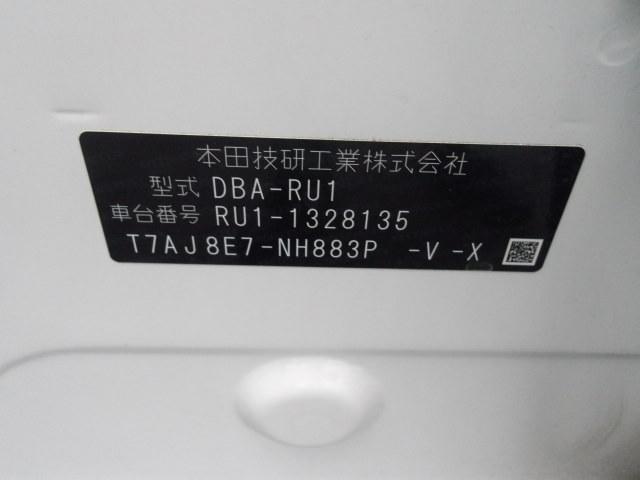 本田技研工業株式会社
型式 DBA-RU1
車台番号 RU1-1328135
T7AJ8E7-NH883P -V -X